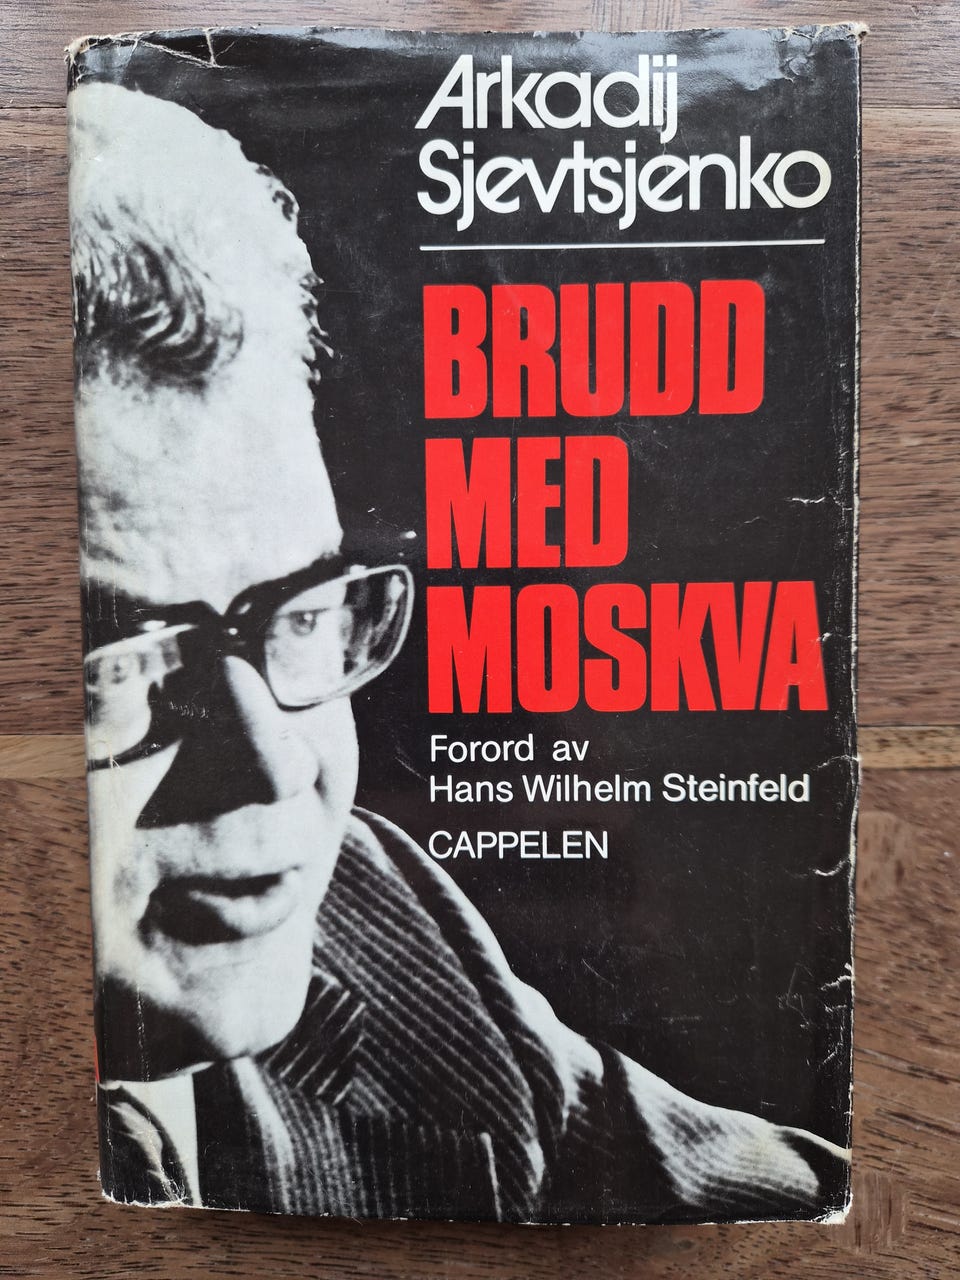 Arkadij
Sjevtsjenko
BRUDD
MED
MOSKVA
Forord av
Hans Wilhelm Steinfeld
CAPPELEN